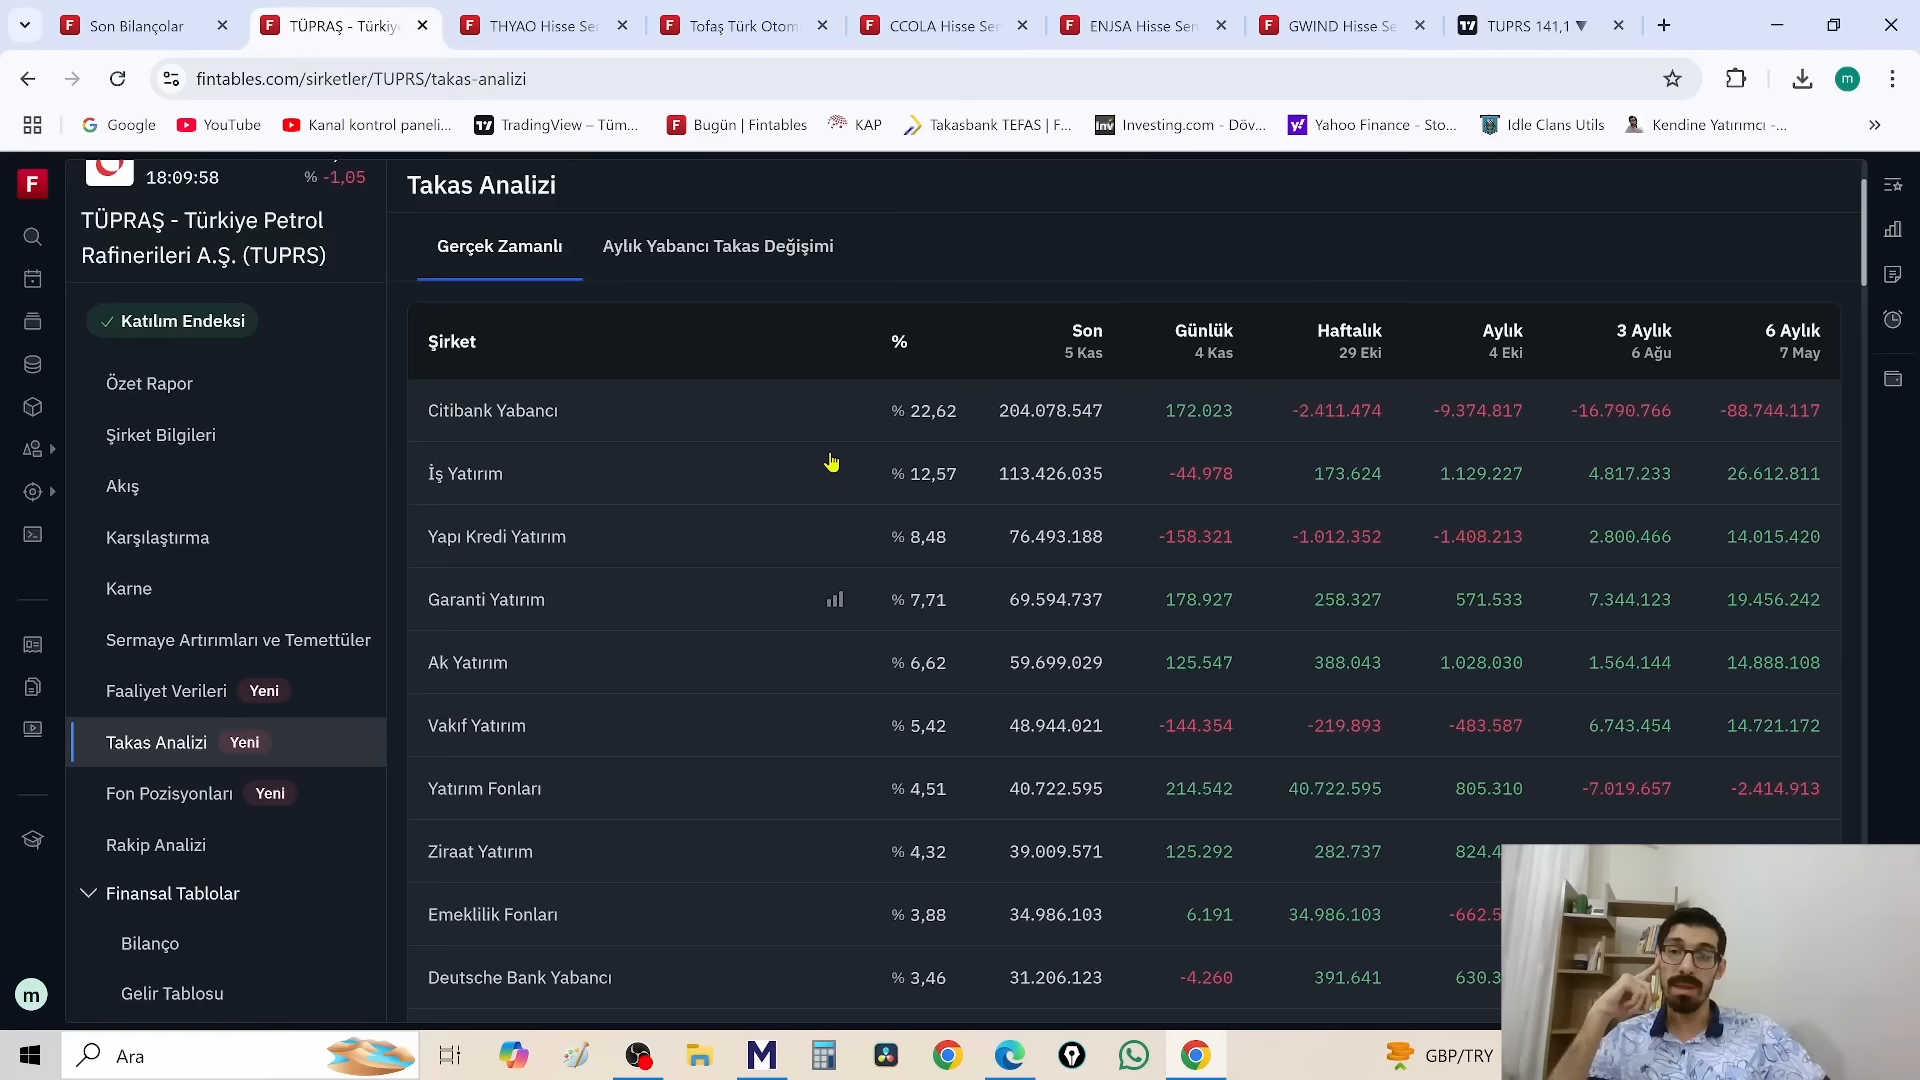 Son Bilançolar
TÜPRAŞ - Türkiy
THYAO Hisse Se
Tofaş Türk Otom
CCOLA Hisse Se
ENJSA Hisse Sen
GWIND Hisse Se
TUPRS 141,1 ▼
fintables.com/sirketler/TUPRS/takas-analizi
m
Google
YouTube
Kanal kontrol paneli...
TradingView – Tüm...
Bugün | Fintables
KAP
Takasbank TEFAS | F...
Investing.com - Döv...
Yahoo Finance - Sto...
Idle Clans Utils
Kendine Yatırımcı -...
18:09:58
% -1,05
TÜPRAŞ - Türkiye Petrol
Rafinerileri A.Ş. (TUPRS)
Katılım Endeksi
Özet Rapor
Şirket Bilgileri
Akış
Karşılaştırma
Karne
Sermaye Artırımları ve Temettüler
Faaliyet Verileri Yeni
Takas Analizi Yeni
Fon Pozisyonları Yeni
Rakip Analizi
Finansal Tablolar
Bilanço
Gelir Tablosu
m
Takas Analizi
Gerçek Zamanlı
Aylık Yabancı Takas Değişimi
Şirket % Son Günlük Haftalık Aylık 3 Aylık 6 Aylık
5 Kas 4 Kas 29 Eki 4 Eki 6 Ağu 7 May
Citibank Yabancı % 22,62 204.078.547 172.023 -2.411.474 -9.374.817 -16.790.766 -88.744.117
İş Yatırım % 12,57 113.426.035 -44.978 173.624 1.129.227 4.817.233 26.612.811
Yapı Kredi Yatırım % 8,48 76.493.188 -158.321 -1.012.352 -1.408.213 2.800.466 14.015.420
Garanti Yatırım % 7,71 69.594.737 178.927 258.327 571.533 7.344.123 19.456.242
Ak Yatırım % 6,62 59.699.029 125.547 388.043 1.028.030 1.564.144 14.888.108
Vakıf Yatırım % 5,42 48.944.021 -144.354 -219.893 -483.587 6.743.454 14.721.172
Yatırım Fonları % 4,51 40.722.595 214.542 40.722.595 805.310 -7.019.657 -2.414.913
Ziraat Yatırım % 4,32 39.009.571 125.292 282.737 824.4
Emeklilik Fonları % 3,88 34.986.103 6.191 34.986.103 -662.5
Deutsche Bank Yabancı % 3,46 31.206.123 -4.260 391.641 630.3
Ara
GBP/TRY